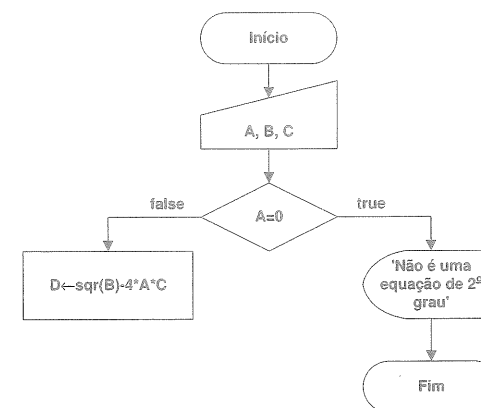 Início
A, B, C
false
A=0
true
D←sqr(B)-4*A*C
'Não é uma
equação de 2º
grau'
Fim